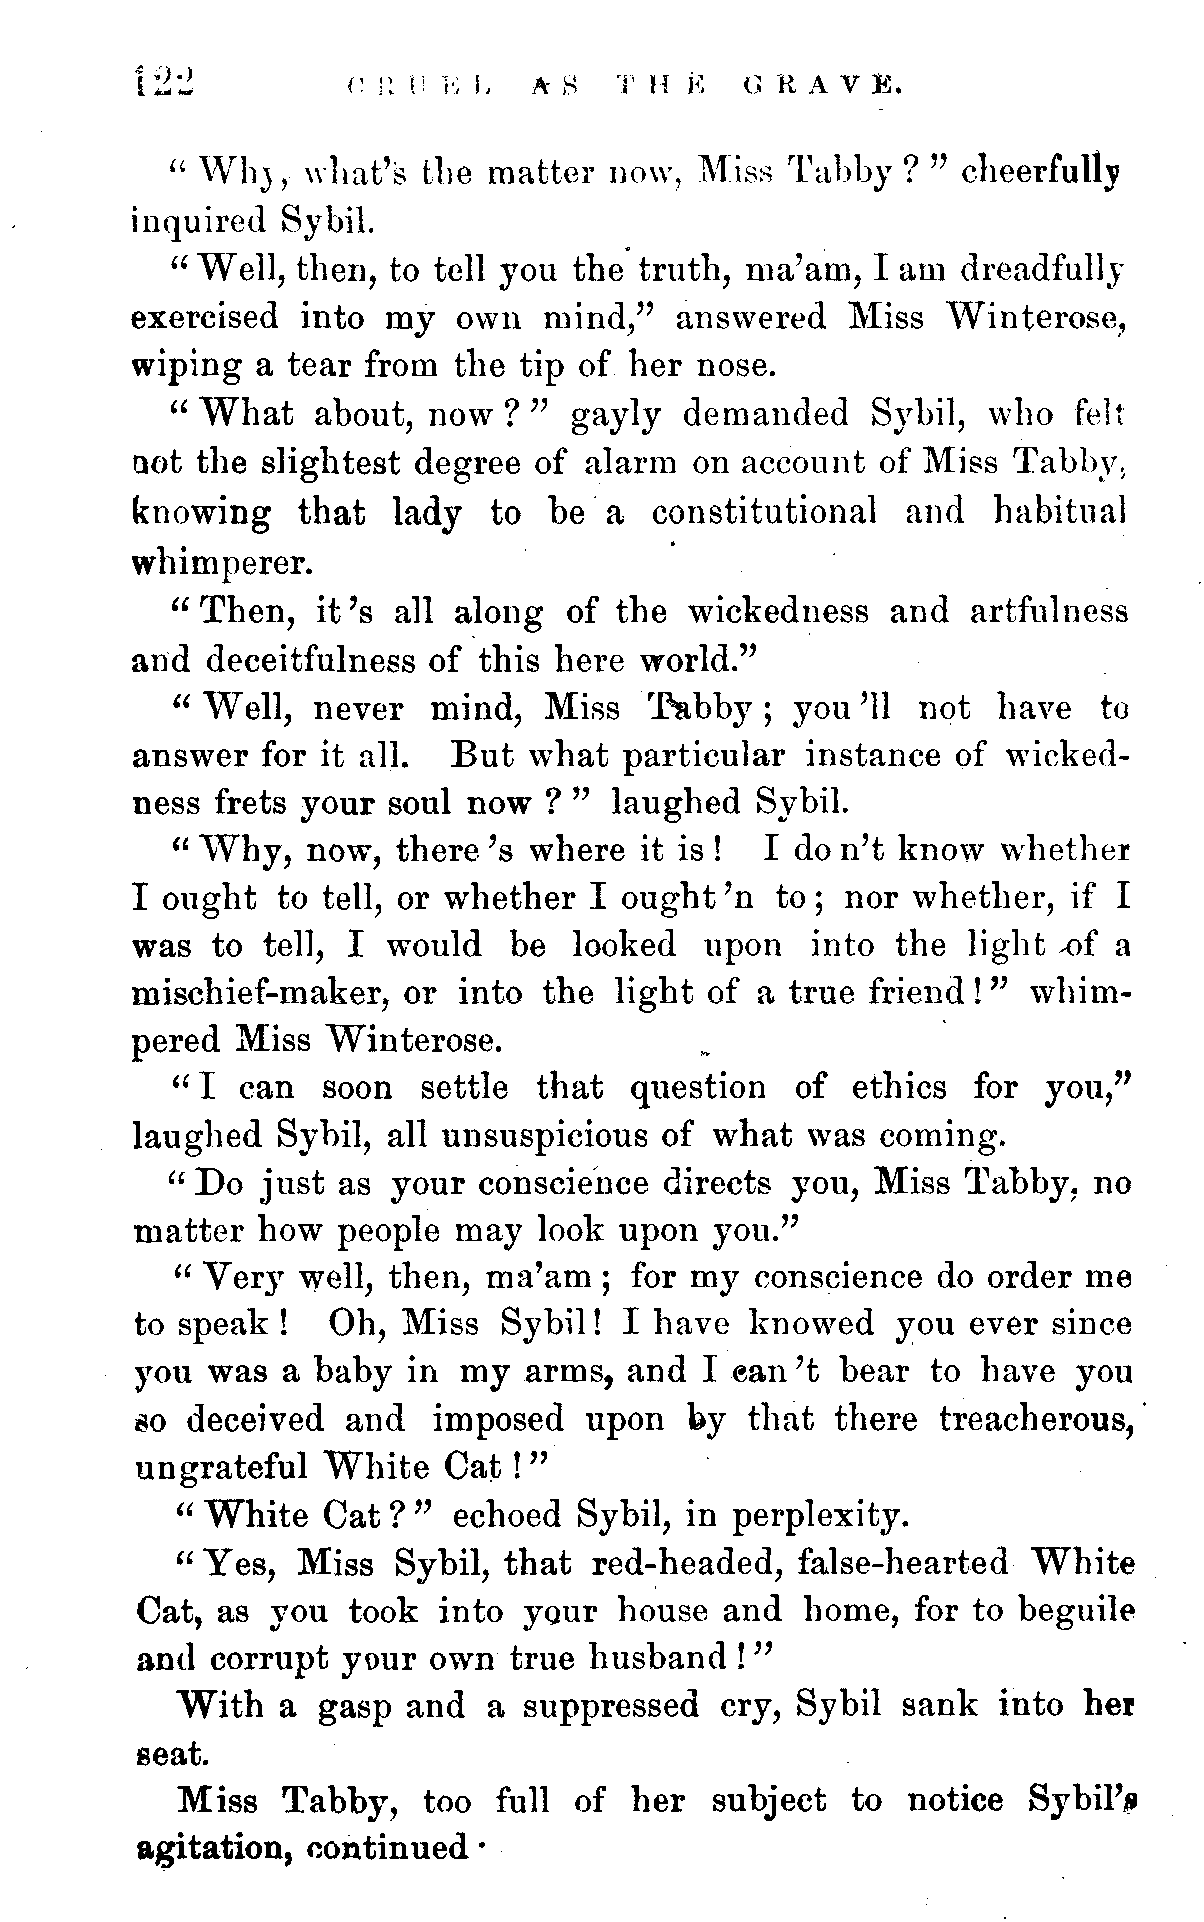 122 CRUEL AS THE GRAVE.
“ Why, what’s the matter now, Miss Tabby ? ” cheerfully
inquired Sybil.
“ Well, then, to tell you the truth, ma’am, I am dreadfully
exercised into my own mind,” answered Miss Winterose,
wiping a tear from the tip of her nose.
“ What about, now ? ” gayly demanded Sybil, who felt
not the slightest degree of alarm on account of Miss Tabby,
knowing that lady to be a constitutional and habitual
whimperer.
“ Then, it ’s all along of the wickedness and artfulness
and deceitfulness of this here world.”
“ Well, never mind, Miss Tabby ; you ’ll not have to
answer for it all. But what particular instance of wicked-
ness frets your soul now ? ” laughed Sybil.
“ Why, now, there ’s where it is ! I do n’t know whether
I ought to tell, or whether I ought ’n to ; nor whether, if I
was to tell, I would be looked upon into the light of a
mischief-maker, or into the light of a true friend ! ” whim-
pered Miss Winterose.
“ I can soon settle that question of ethics for you,”
laughed Sybil, all unsuspicious of what was coming.
“ Do just as your conscience directs you, Miss Tabby, no
matter how people may look upon you.”
“ Very well, then, ma’am ; for my conscience do order me
to speak ! Oh, Miss Sybil ! I have knowed you ever since
you was a baby in my arms, and I can ’t bear to have you
so deceived and imposed upon by that there treacherous,
ungrateful White Cat ! ”
“ White Cat ? ” echoed Sybil, in perplexity.
“ Yes, Miss Sybil, that red-headed, false-hearted White
Cat, as you took into your house and home, for to beguile
and corrupt your own true husband ! ”
With a gasp and a suppressed cry, Sybil sank into her
seat.
Miss Tabby, too full of her subject to notice Sybil’s
agitation, continued ·